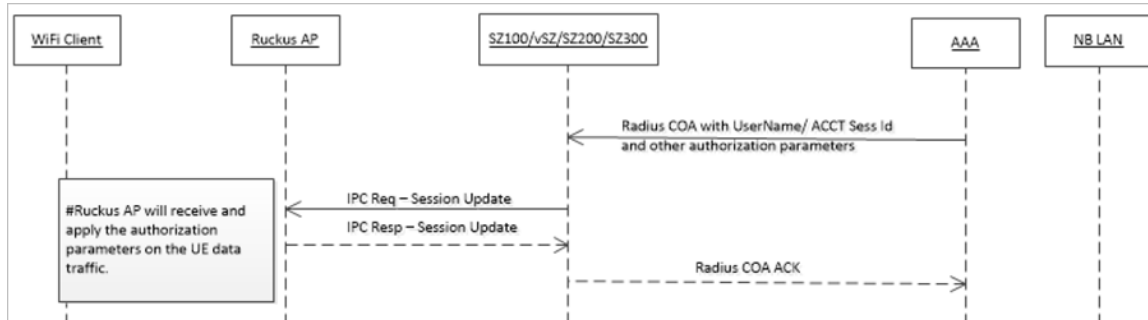 WiFi Client
Ruckus AP
SZ100/vSZ/SZ200/SZ300
AAA
NB LAN
Radius COA with UserName/ ACCT Sess Id
and other authorization parameters
IPC Req – Session Update
#Ruckus AP will receive and
apply the authorization
parameters on the UE data
traffic.
IPC Resp – Session Update
Radius COA ACK